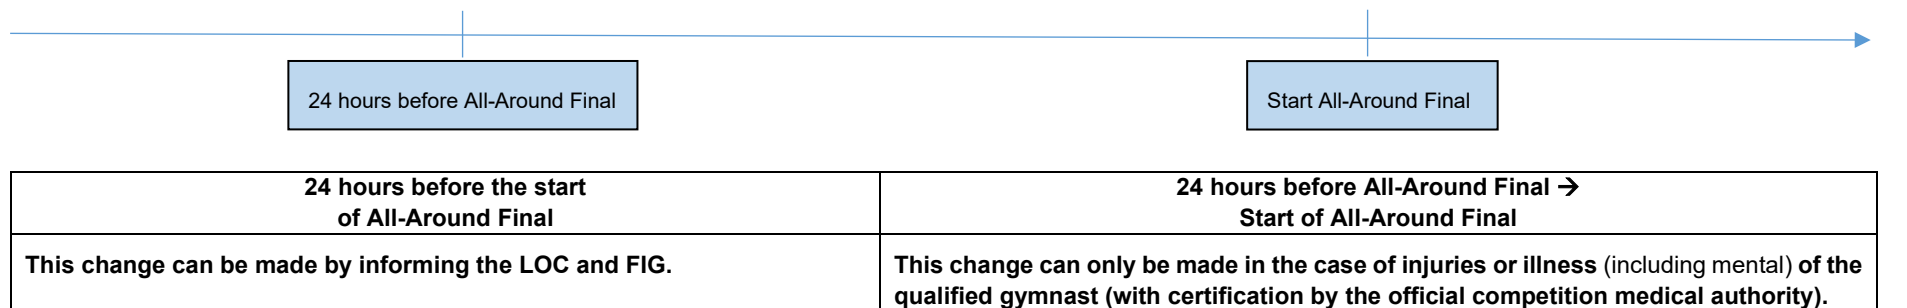 24 hours before All-Around Final
Start All-Around Final
24 hours before the start
of All-Around Final
24 hours before All-Around Final →
Start of All-Around Final
This change can be made by informing the LOC and FIG.
This change can only be made in the case of injuries or illness (including mental) of the
qualified gymnast (with certification by the official competition medical authority).